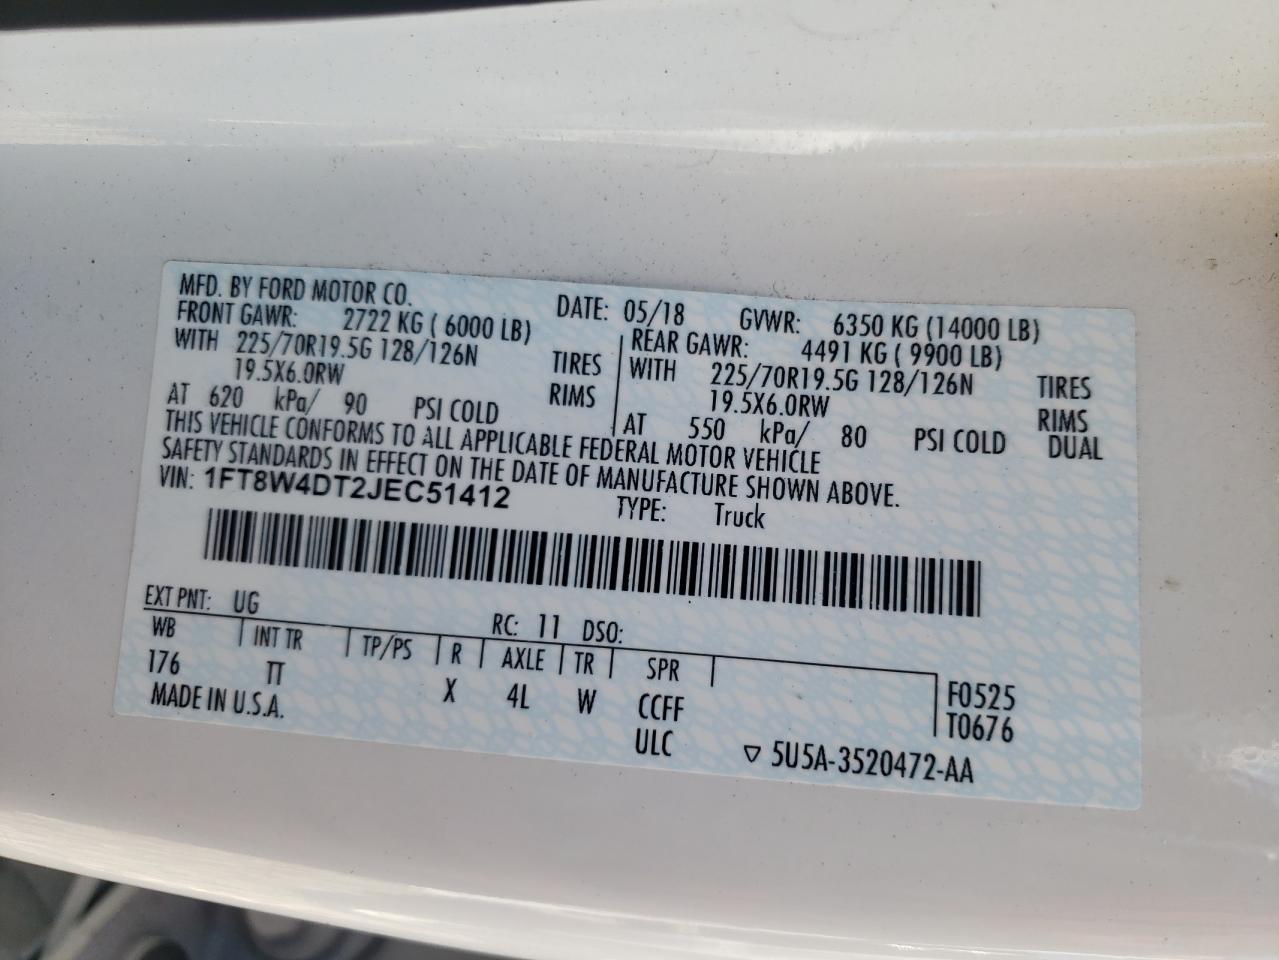 MFD. BY FORD MOTOR CO.
DATE: 05/18 GVWR: 6350 KG (14000 LB)
FRONT GAWR: 2722 KG ( 6000 LB)
WITH 225/70R19.5G 128/126N TIRES
19.5X6.0RW RIMS
AT 620 kPa/ 90 PSI COLD
REAR GAWR: 4491 KG ( 9900 LB)
WITH 225/70R19.5G 128/126N TIRES
19.5X6.0RW RIMS
AT 550 kPa/ 80 PSI COLD DUAL
THIS VEHICLE CONFORMS TO ALL APPLICABLE FEDERAL MOTOR VEHICLE
SAFETY STANDARDS IN EFFECT ON THE DATE OF MANUFACTURE SHOWN ABOVE.
VIN: 1FT8W4DT2JEC51412
TYPE: Truck
EXT PNT: UG RC: 11 DSO:
WB INT TR TP/PS R AXLE TR SPR
176 TT X 4L W CCFF F0525
MADE IN U.S.A. ULC T0676
▽ 5U5A-3520472-AA